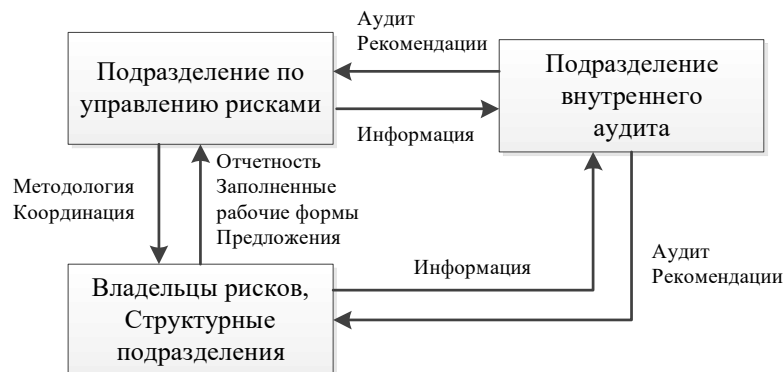 Аудит
Рекомендации
Подразделение по
управлению рисками
Подразделение
внутреннего
аудита
Информация
Методология
Координация
Отчетность
Заполненные
рабочие формы
Предложения
Информация
Аудит
Рекомендации
Владельцы рисков,
Структурные
подразделения